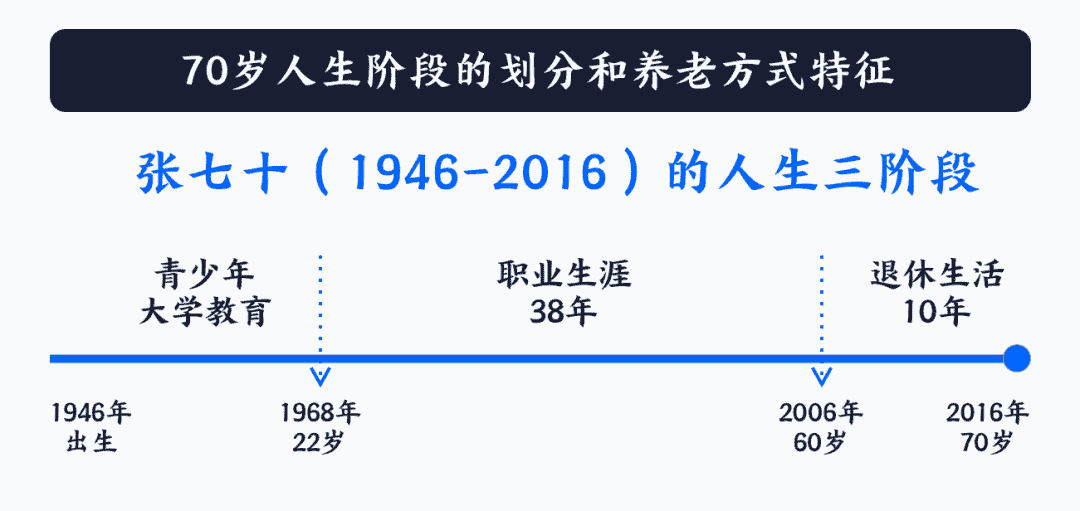 70岁人生阶段的划分和养老方式特征
张七十（1946-2016）的人生三阶段
青少年
大学教育
职业生涯
38年
退休生活
10年
1946年
出生
1968年
22岁
2006年
60岁
2016年
70岁